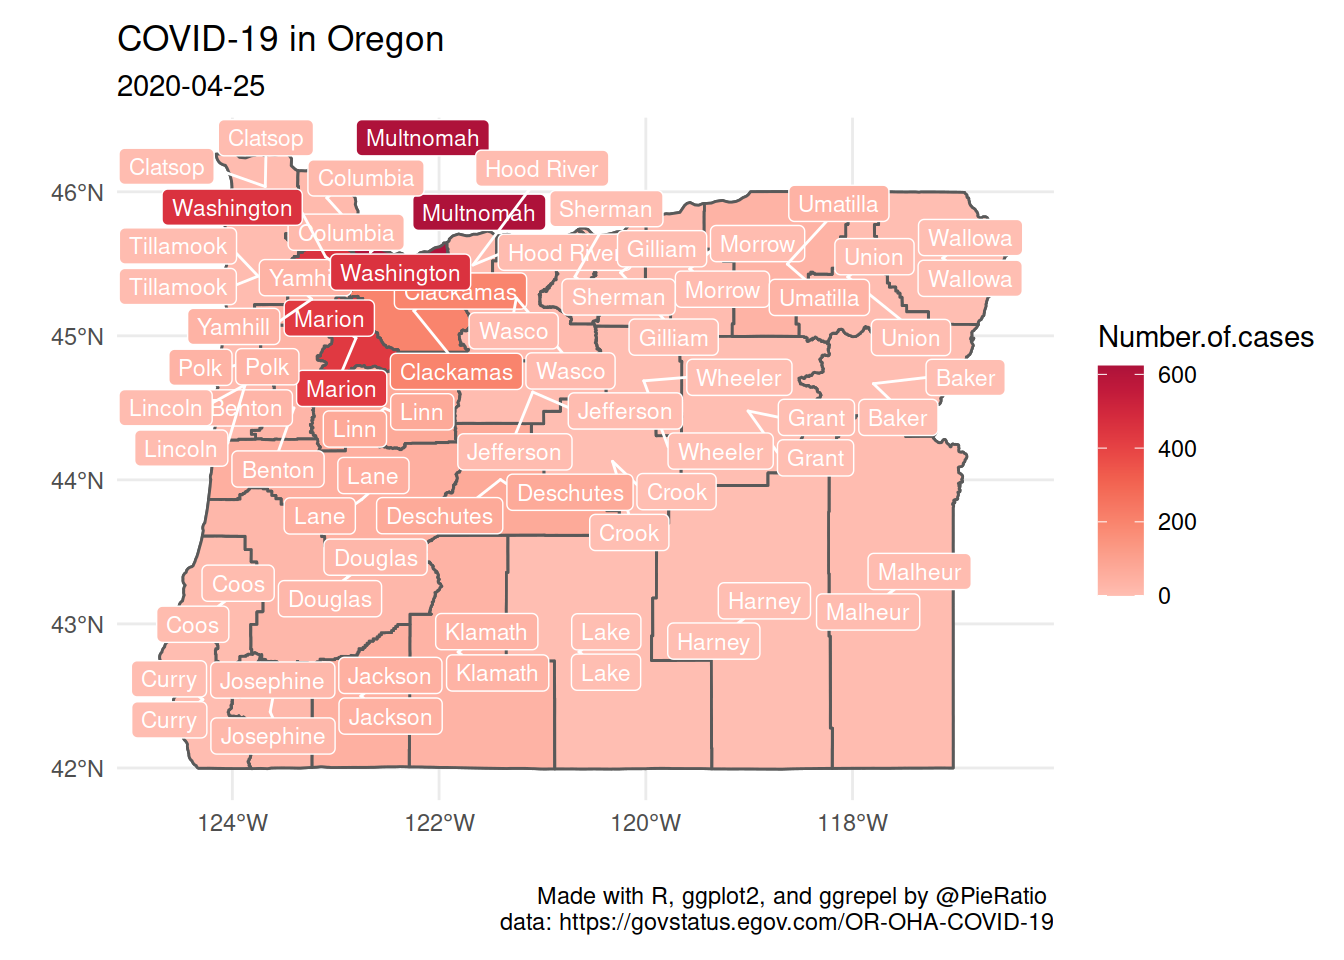 COVID-19 in Oregon
2020-04-25
Clatsop
Multnomah
Clatsop
Hood River
Columbia
46°N
Washington
Multnomah
Sherman
Umatilla
Columbia
Tillamook
Hood River
Gilliam
Morrow
Union
Wallowa
Tillamook
Yamhi
Washington
Clackamas
Sherman
Morrow
Umatilla
Wallowa
Yamhill
Marion
Wasco
45°N
Gilliam
Union
Polk
Polk
Clackamas
Wasco
Wheeler
Baker
Marion
Lincoln
Benton
Linn
Jefferson
Grant
Baker
Linn
Lincoln
Jefferson
Wheeler
Grant
Benton
Lane
44°N
Deschutes
Crook
Lane
Deschutes
Crook
Douglas
Malheur
Coos
Douglas
Harney
Malheur
43°N
Coos
Klamath
Lake
Harney
Curry
Josephine
Jackson
Klamath
Lake
Curry
Josephine
Jackson
42°N
124°W
122°W
120°W
118°W
Number.of.cases
600
400
200
0
Made with R, ggplot2, and ggrepel by @PieRatio
data: https://govstatus.egov.com/OR-OHA-COVID-19